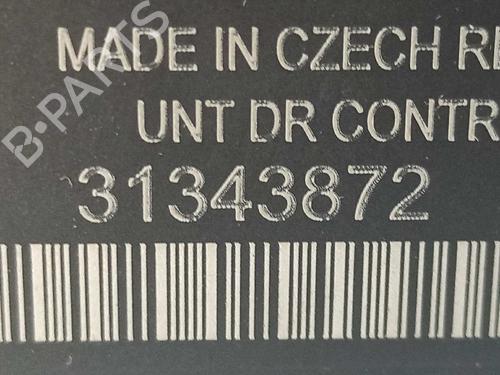 MADE IN CZECH RE
UNT DR CONTR
31343872
B-PARTS